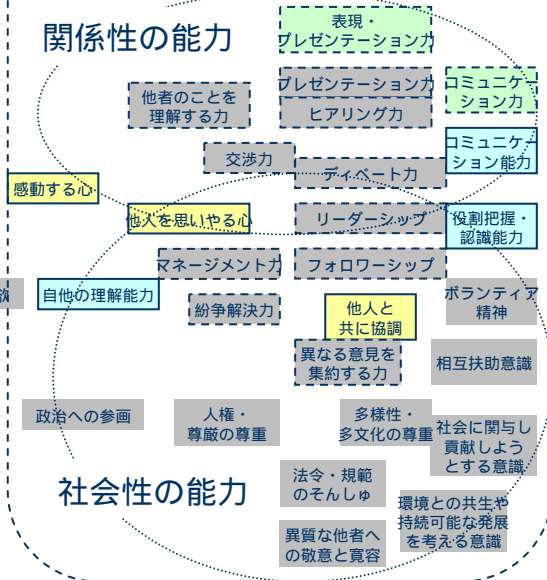 表現・
プレゼンテーション力
関係性の能力
プレゼンテーション力
コミュニケー
ション力
他者のことを
理解する力
ヒアリング力
コミュニケー
ション能力
交渉力
ディベート力
感動する心
他人を思いやる心
リーダーシップ
役割把握・
認識能力
マネージメント力
フォロワーシップ
自他の理解能力
ボランティア
精神
紛争解決力
他人と
共に協調
異なる意見を
集約する力
相互扶助意識
政治への参画
人権・
尊厳の尊重
多様性・
多文化の尊重
社会に関与し
貢献しよう
とする意識
社会性の能力
法令・規範
のそんしゅ
環境との共生や
持続可能な発展
を考える意識
異質な他者へ
の敬意と寛容